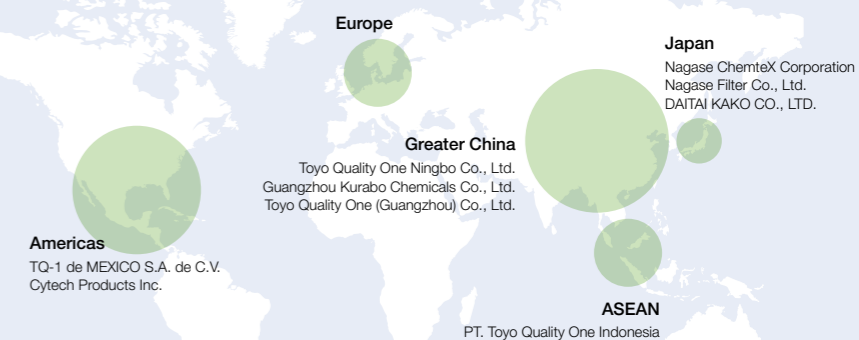 Europe
Japan
Nagase ChemteX Corporation
Nagase Filter Co., Ltd.
DAITAI KAKO CO., LTD.
Greater China
Toyo Quality One Ningbo Co., Ltd.
Guangzhou Kurabo Chemicals Co., Ltd.
Toyo Quality One (Guangzhou) Co., Ltd.
Americas
TQ-1 de MEXICO S.A. de C.V.
Cytech Products Inc.
ASEAN
PT. Toyo Quality One Indonesia